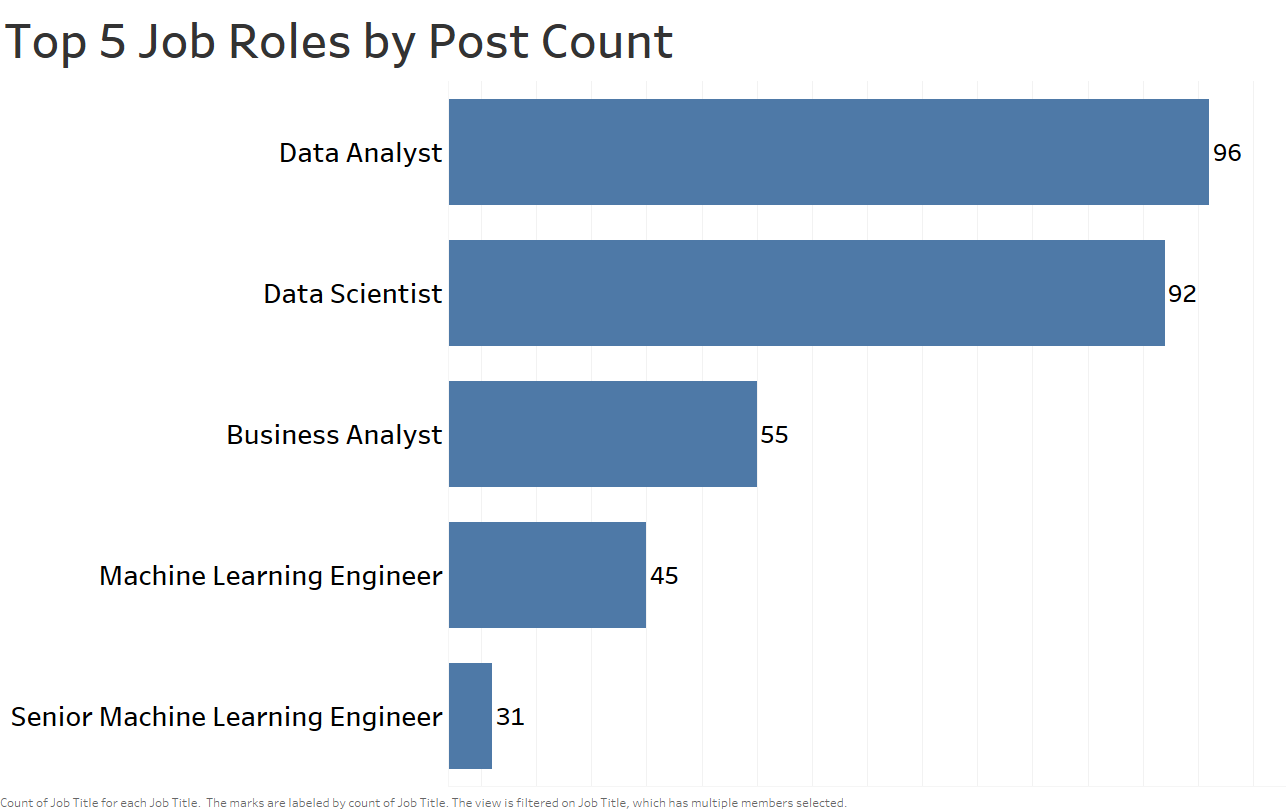 Top 5 Job Roles by Post Count
Data Analyst 96
Data Scientist 92
Business Analyst 55
Machine Learning Engineer 45
Senior Machine Learning Engineer 31
Count of Job Title for each Job Title.  The marks are labeled by count of Job Title. The view is filtered on Job Title, which has multiple members selected.